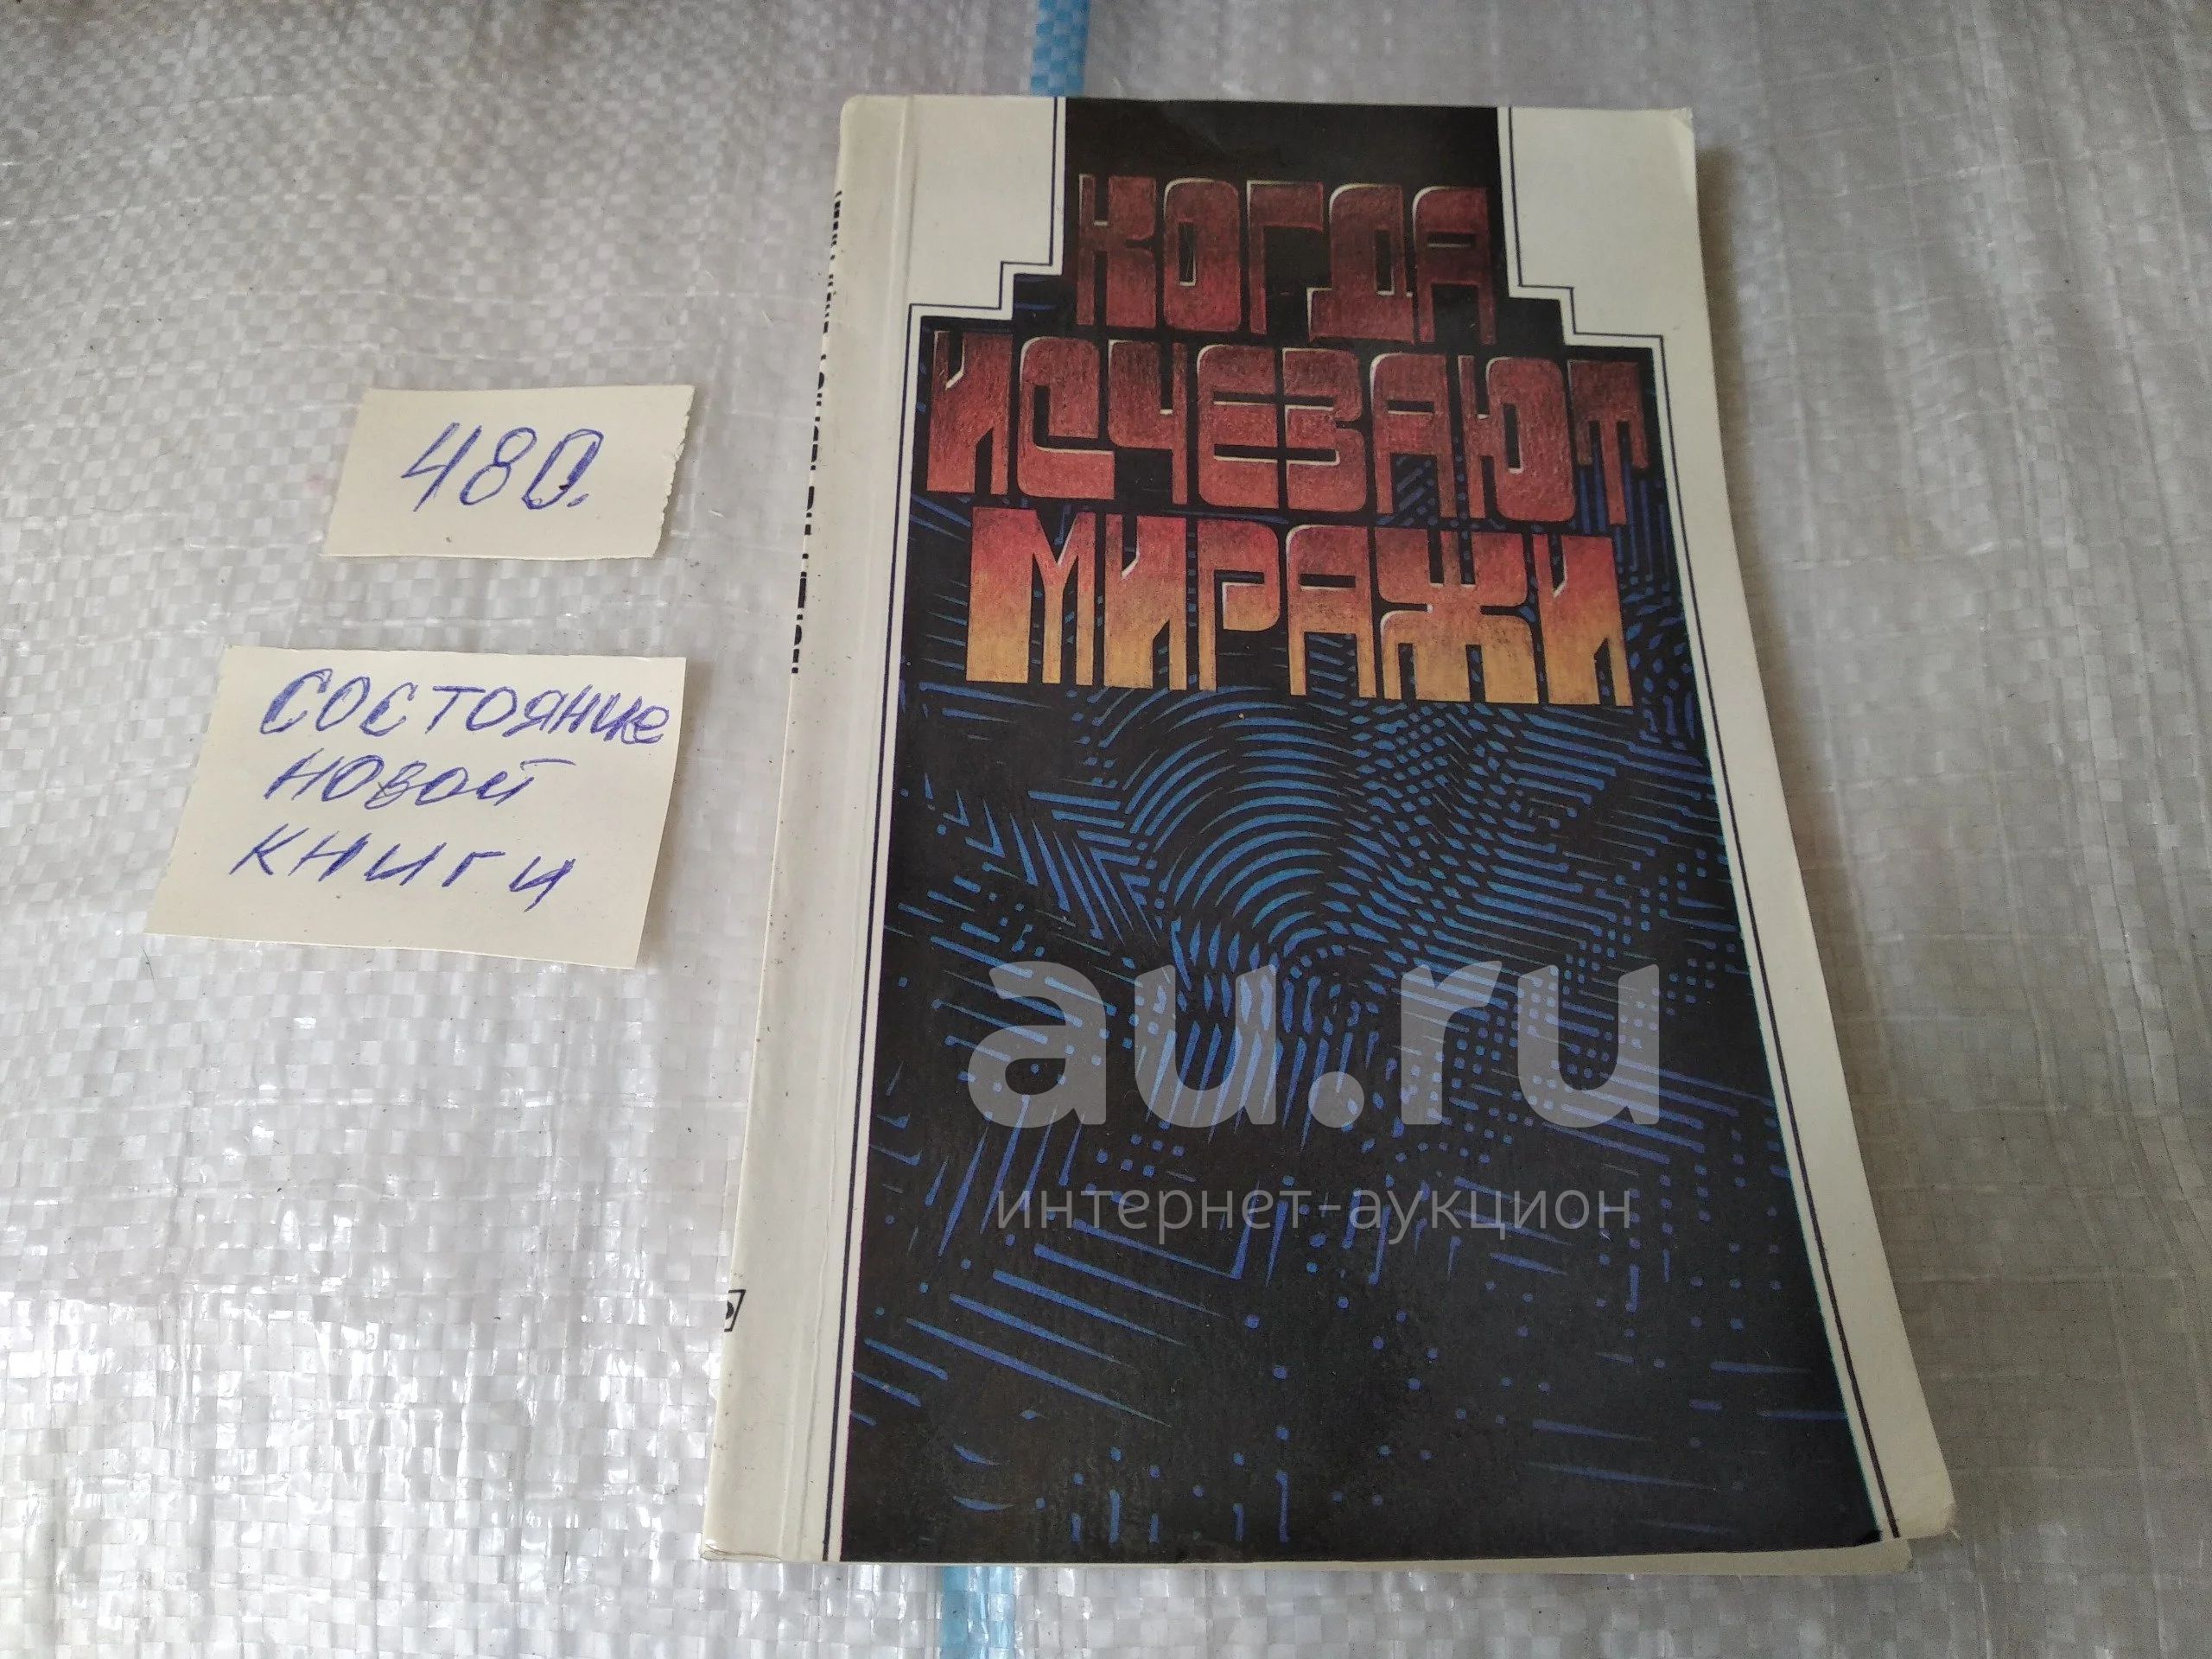 КОГДА
ИСЧЕЗАЮТ
МИРАЖИ
480.
СОСТОЯНИЕ
НОВОЙ
КНИГИ
au.ru
интернет-аукцион